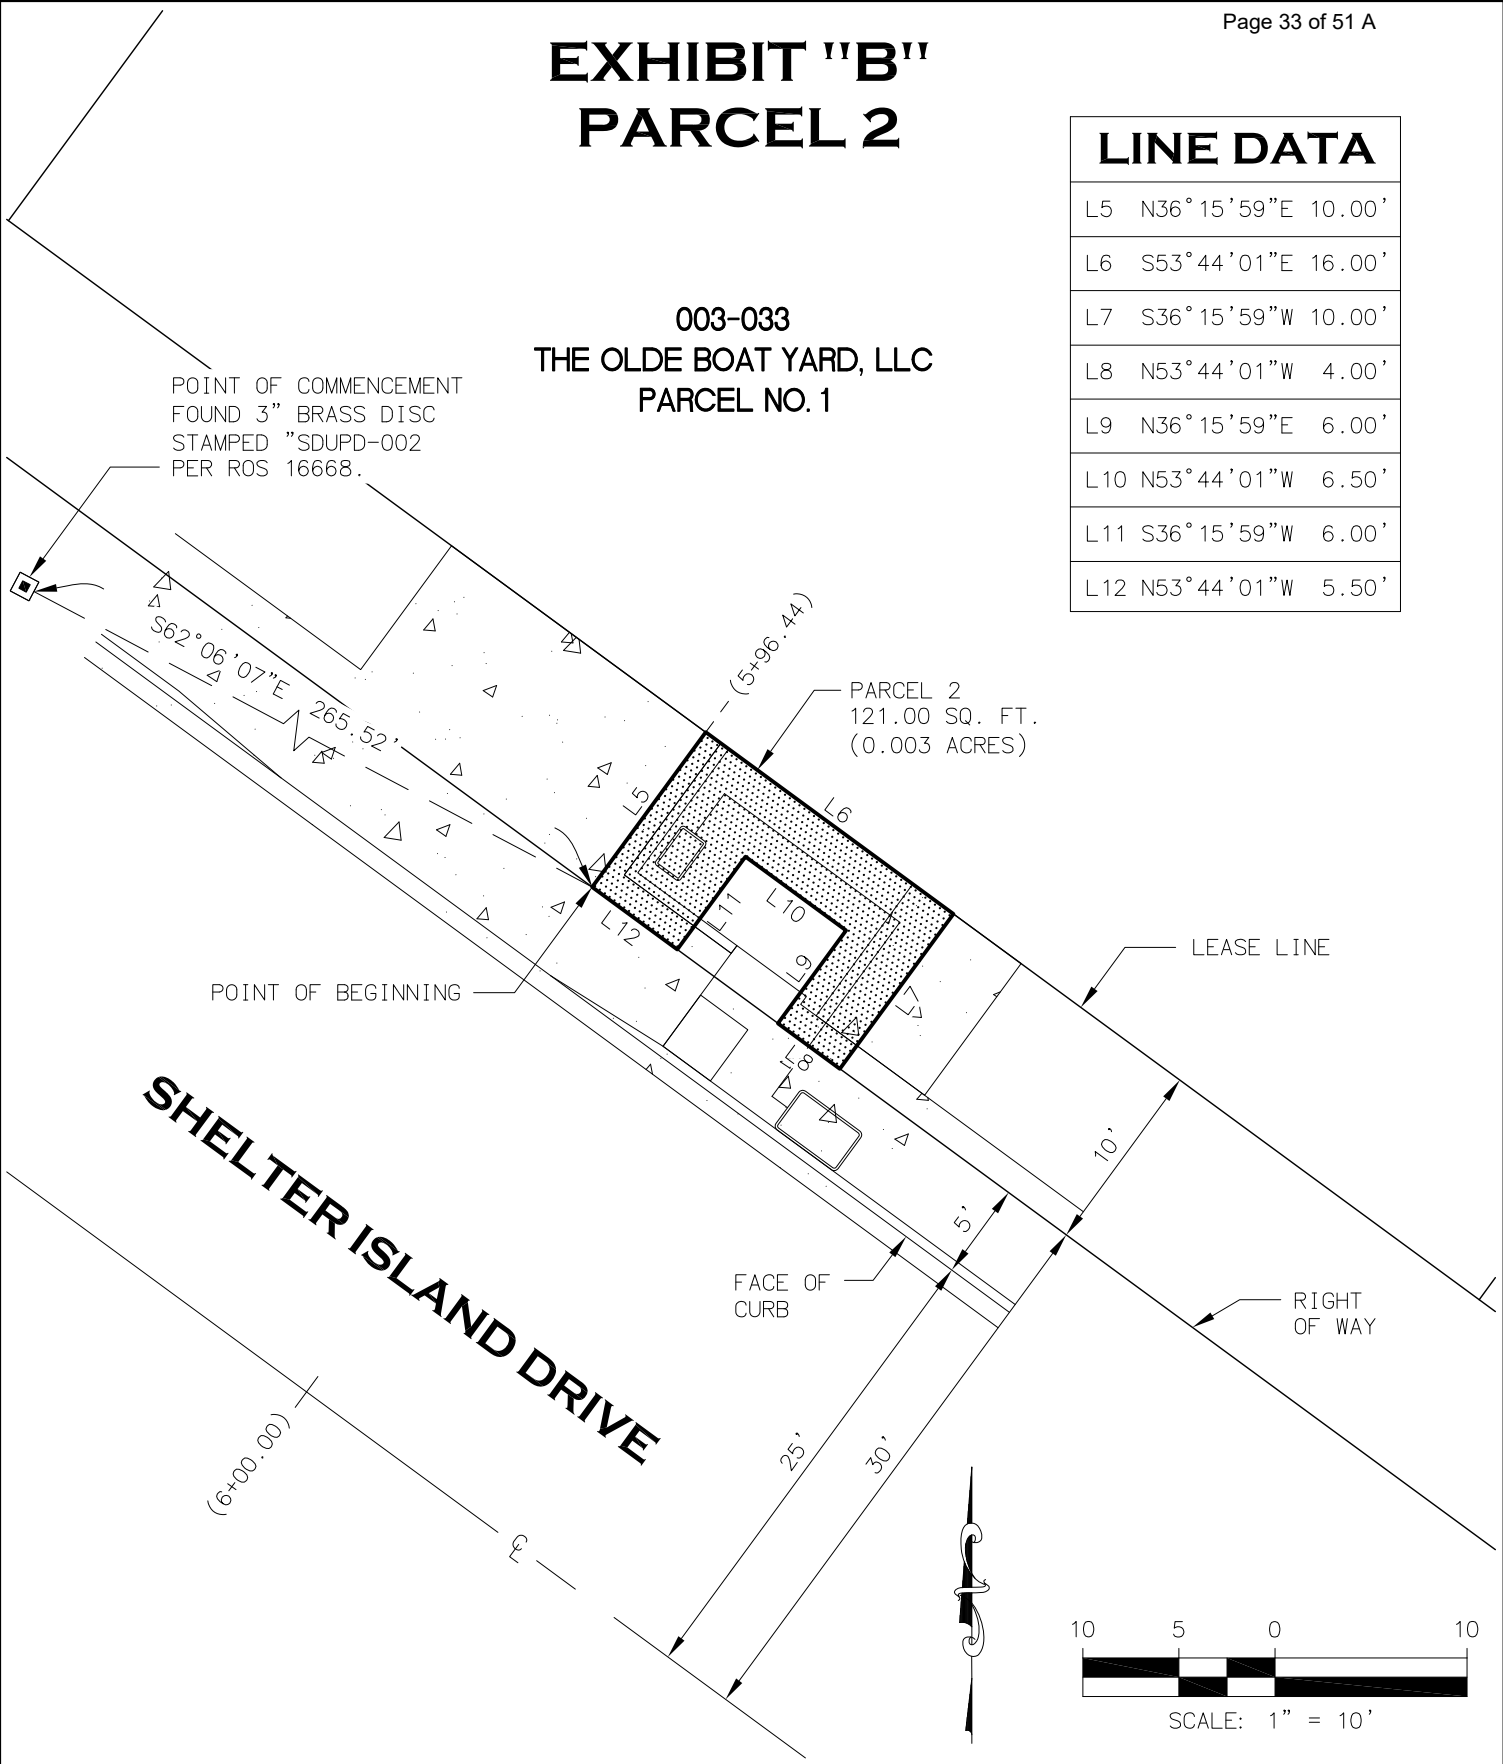 Page 33 of 51 A
EXHIBIT "B"
PARCEL 2
LINE DATA
L5 N36°15'59"E 10.00'
L6 S53°44'01"E 16.00'
L7 S36°15'59"W 10.00'
L8 N53°44'01"W 4.00'
L9 N36°15'59"E 6.00'
L10 N53°44'01"W 6.50'
L11 S36°15'59"W 6.00'
L12 N53°44'01"W 5.50'
003-033
THE OLDE BOAT YARD, LLC
PARCEL NO. 1
POINT OF COMMENCEMENT
FOUND 3" BRASS DISC
STAMPED "SDUPD-002
PER ROS 16668.
S62°06'07"E 265.52'
(5+96.44)
PARCEL 2
121.00 SQ. FT.
(0.003 ACRES)
L5
L6
L11
L10
L12
L9
L7
L8
LEASE LINE
POINT OF BEGINNING
SHELTER ISLAND DRIVE
10'
5'
FACE OF
CURB
RIGHT
OF WAY
25'
30'
(6+00.00)
℄
10 5 0 10
SCALE: 1" = 10'